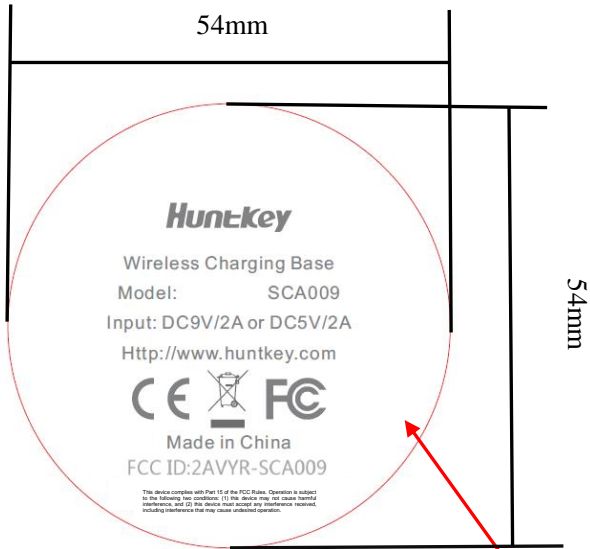 54mm
54mm
Huntkey
Wireless Charging Base
Model: SCA009
Input: DC9V/2A or DC5V/2A
Http://www.huntkey.com
CE FC
Made in China
FCC ID:2AVYR-SCA009
This device complies with Part 15 of the FCC Rules. Operation is subject
to the following two conditions: (1) this device may not cause harmful
interference, and (2) this device must accept any interference received,
including interference that may cause undesired operation.